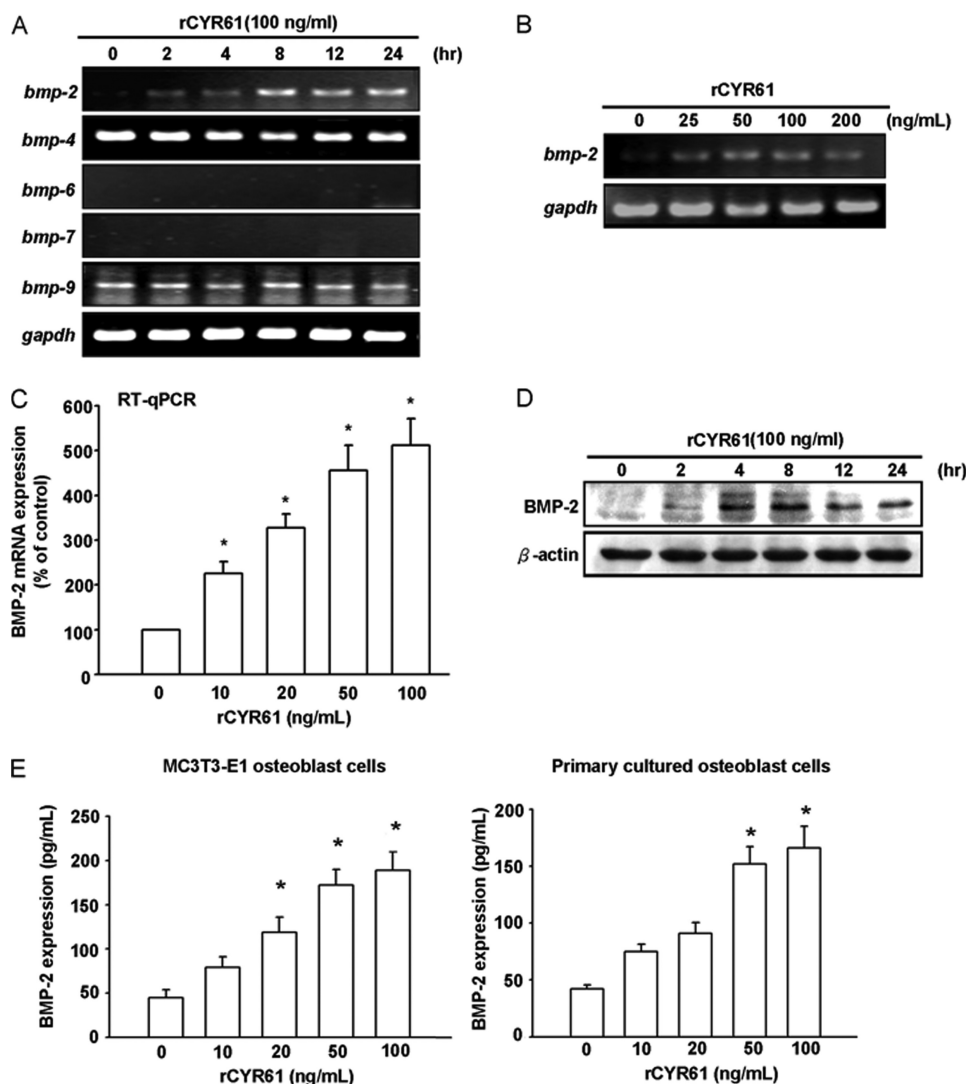 A
rCYR61(100 ng/ml)
0 2 4 8 12 24 (hr)
bmp-2
bmp-4
bmp-6
bmp-7
bmp-9
gapdh
B
rCYR61
0 25 50 100 200 (ng/mL)
bmp-2
gapdh
C
RT-qPCR
BMP-2 mRNA expression
(% of control)
600
500
400
300
200
100
0
* * * *
0 10 20 50 100
rCYR61 (ng/mL)
D
rCYR61(100 ng/ml)
0 2 4 8 12 24 (hr)
BMP-2
β-actin
E
MC3T3-E1 osteoblast cells
BMP-2 expression (pg/mL)
250
200
150
100
50
0
* * *
0 10 20 50 100
rCYR61 (ng/mL)
Primary cultured osteoblast cells
BMP-2 expression (pg/mL)
200
150
100
50
0
* *
0 10 20 50 100
rCYR61 (ng/mL)